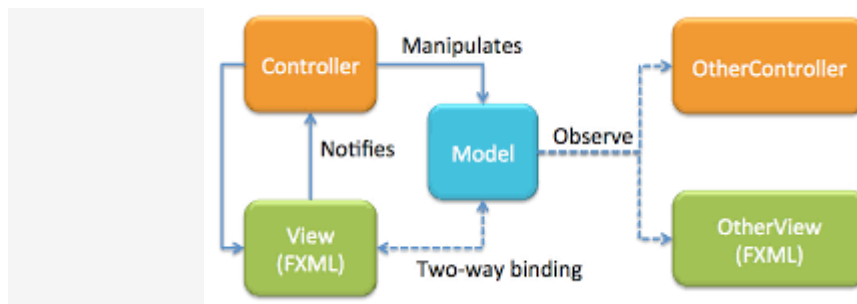 Manipulates
Controller
OtherController
Notifies
Model
Observe
View
(FXML)
OtherView
(FXML)
Two-way binding